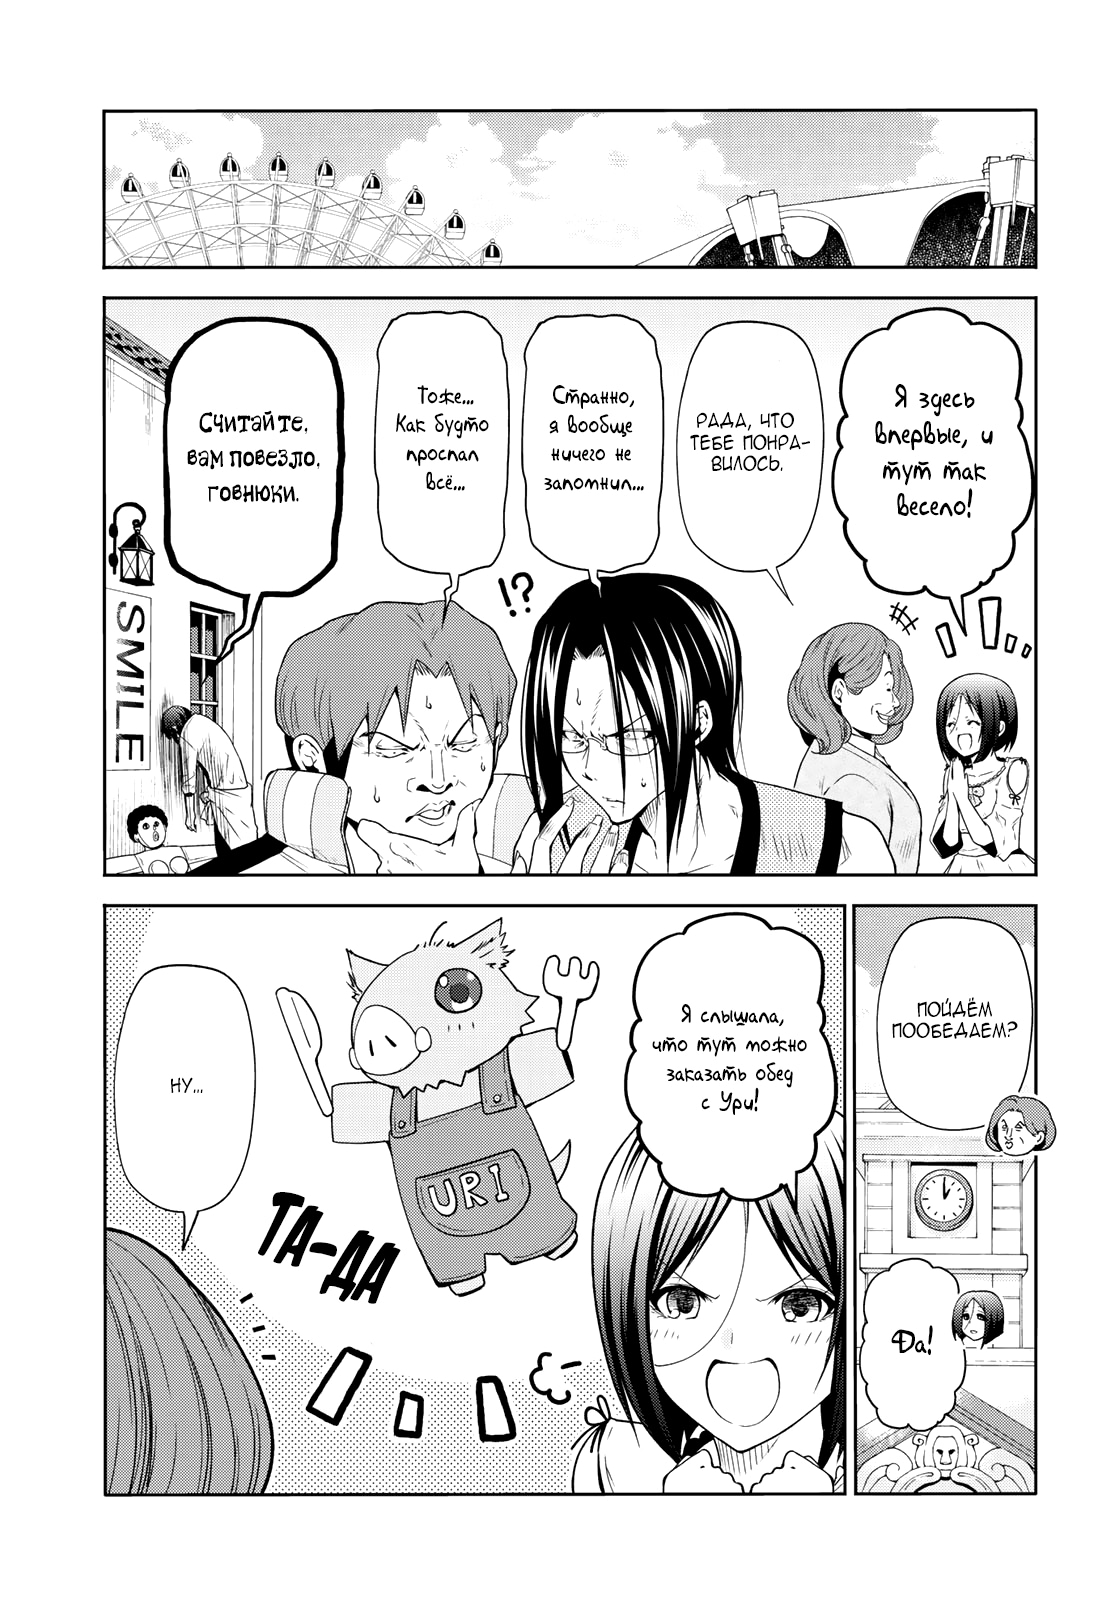 Я здесь
впервые, и
тут так
весело!
РАДА, ЧТО
ТЕБЕ ПОНРА-
ВИЛОСЬ.
Странно,
я вообще
ничего не
запомнил...
Тоже...
Как будто
проспал
всё...
Считайте,
вам повезло,
говнюки.
!?
SMILE
ПОЙДЁМ
ПООБЕДАЕМ?
Да!
Я слышала,
что тут можно
заказать обед
с Ури!
URI
ТА-ДА
НУ...